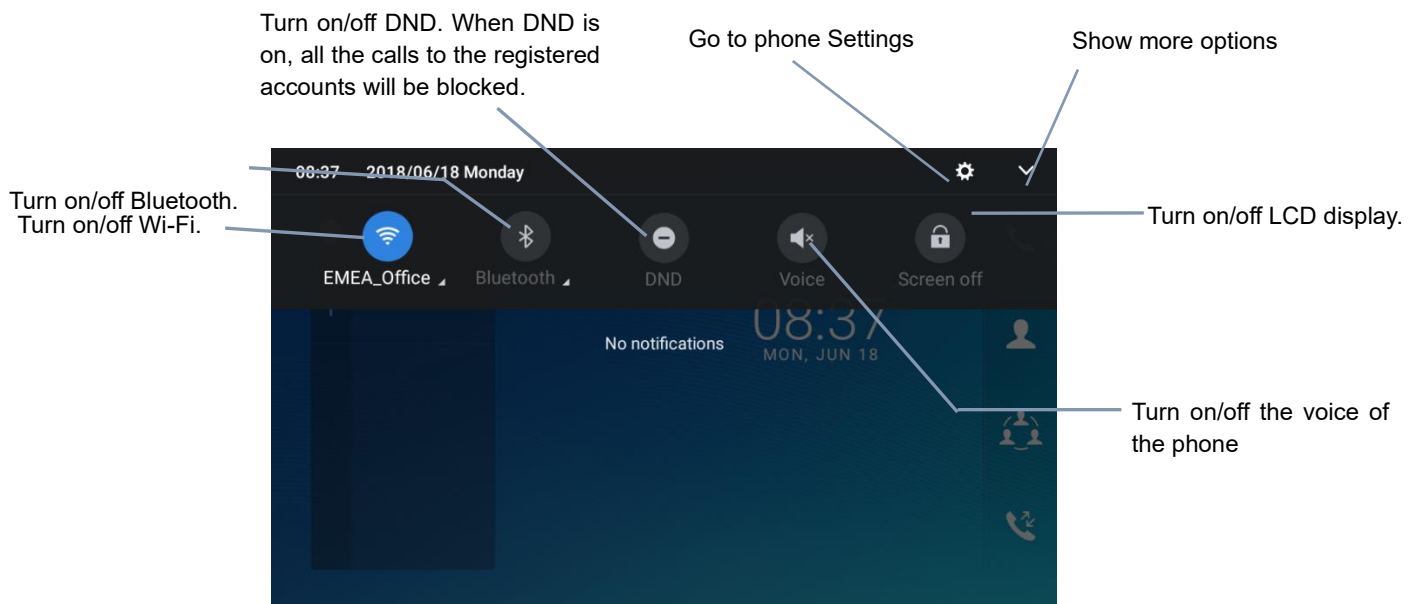 Turn on/off DND. When DND is
on, all the calls to the registered
accounts will be blocked.
Go to phone Settings
Show more options
08:37 2018/06/18 Monday
Turn on/off Bluetooth.
Turn on/off Wi-Fi.
Turn on/off LCD display.
EMEA_Office
Bluetooth
DND
Voice
Screen off
08:37
No notifications
MON, JUN 18
Turn on/off the voice of
the phone